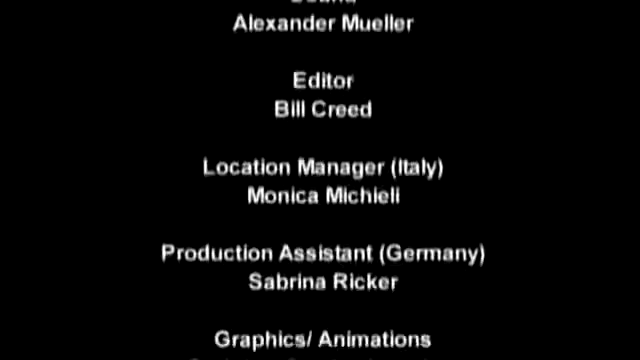 Alexander Mueller
Editor
Bill Creed
Location Manager (Italy)
Monica Michieli
Production Assistant (Germany)
Sabrina Ricker
Graphics/ Animations